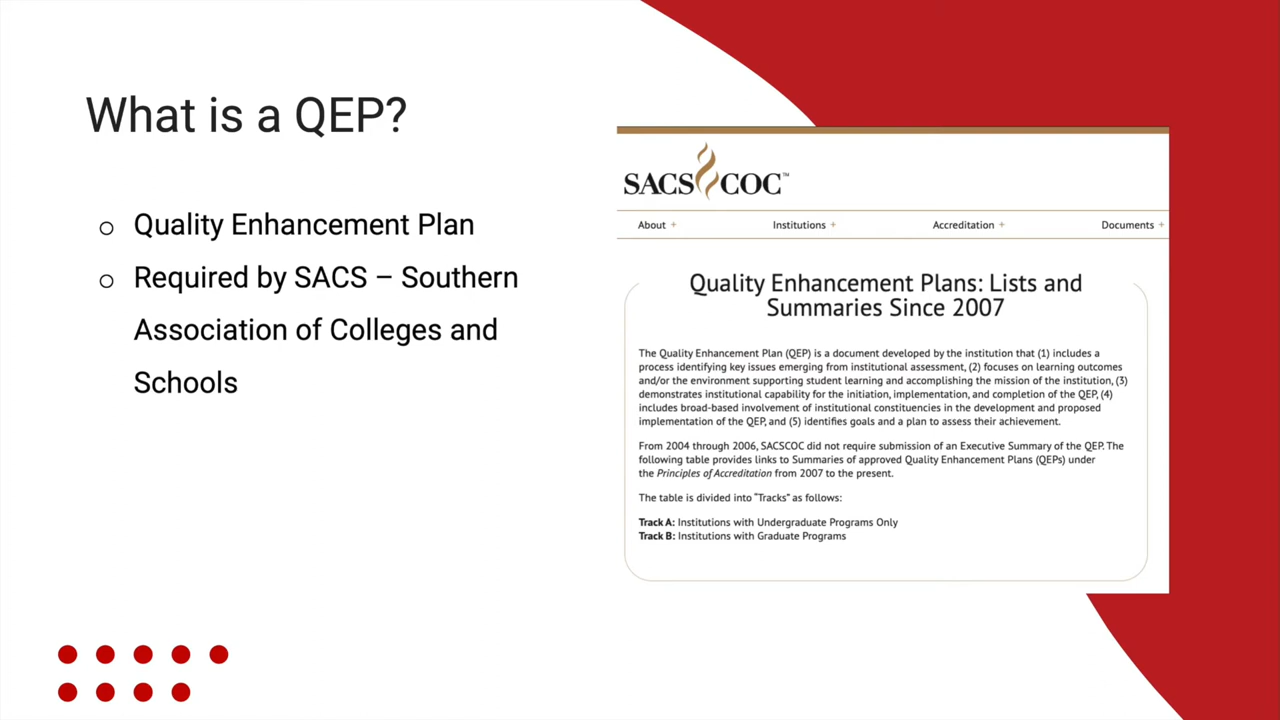 What is a QEP?
o Quality Enhancement Plan
o Required by SACS – Southern
Association of Colleges and
Schools
SACS COC™
About +
Institutions +
Accreditation +
Documents +
Quality Enhancement Plans: Lists and
Summaries Since 2007
The Quality Enhancement Plan (QEP) is a document developed by the institution that (1) includes a
process identifying key issues emerging from institutional assessment, (2) focuses on learning outcomes
and/or the environment supporting student learning and accomplishing the mission of the institution, (3)
demonstrates institutional capability for the initiation, implementation, and completion of the QEP, (4)
includes broad-based involvement of institutional constituencies in the development and proposed
implementation of the QEP, and (5) identifies goals and a plan to assess their achievement.
From 2004 through 2006, SACSCOC did not require submission of an Executive Summary of the QEP. The
following table provides links to Summaries of approved Quality Enhancement Plans (QEPs) under
the Principles of Accreditation from 2007 to the present.
The table is divided into "Tracks" as follows:
Track A: Institutions with Undergraduate Programs Only
Track B: Institutions with Graduate Programs